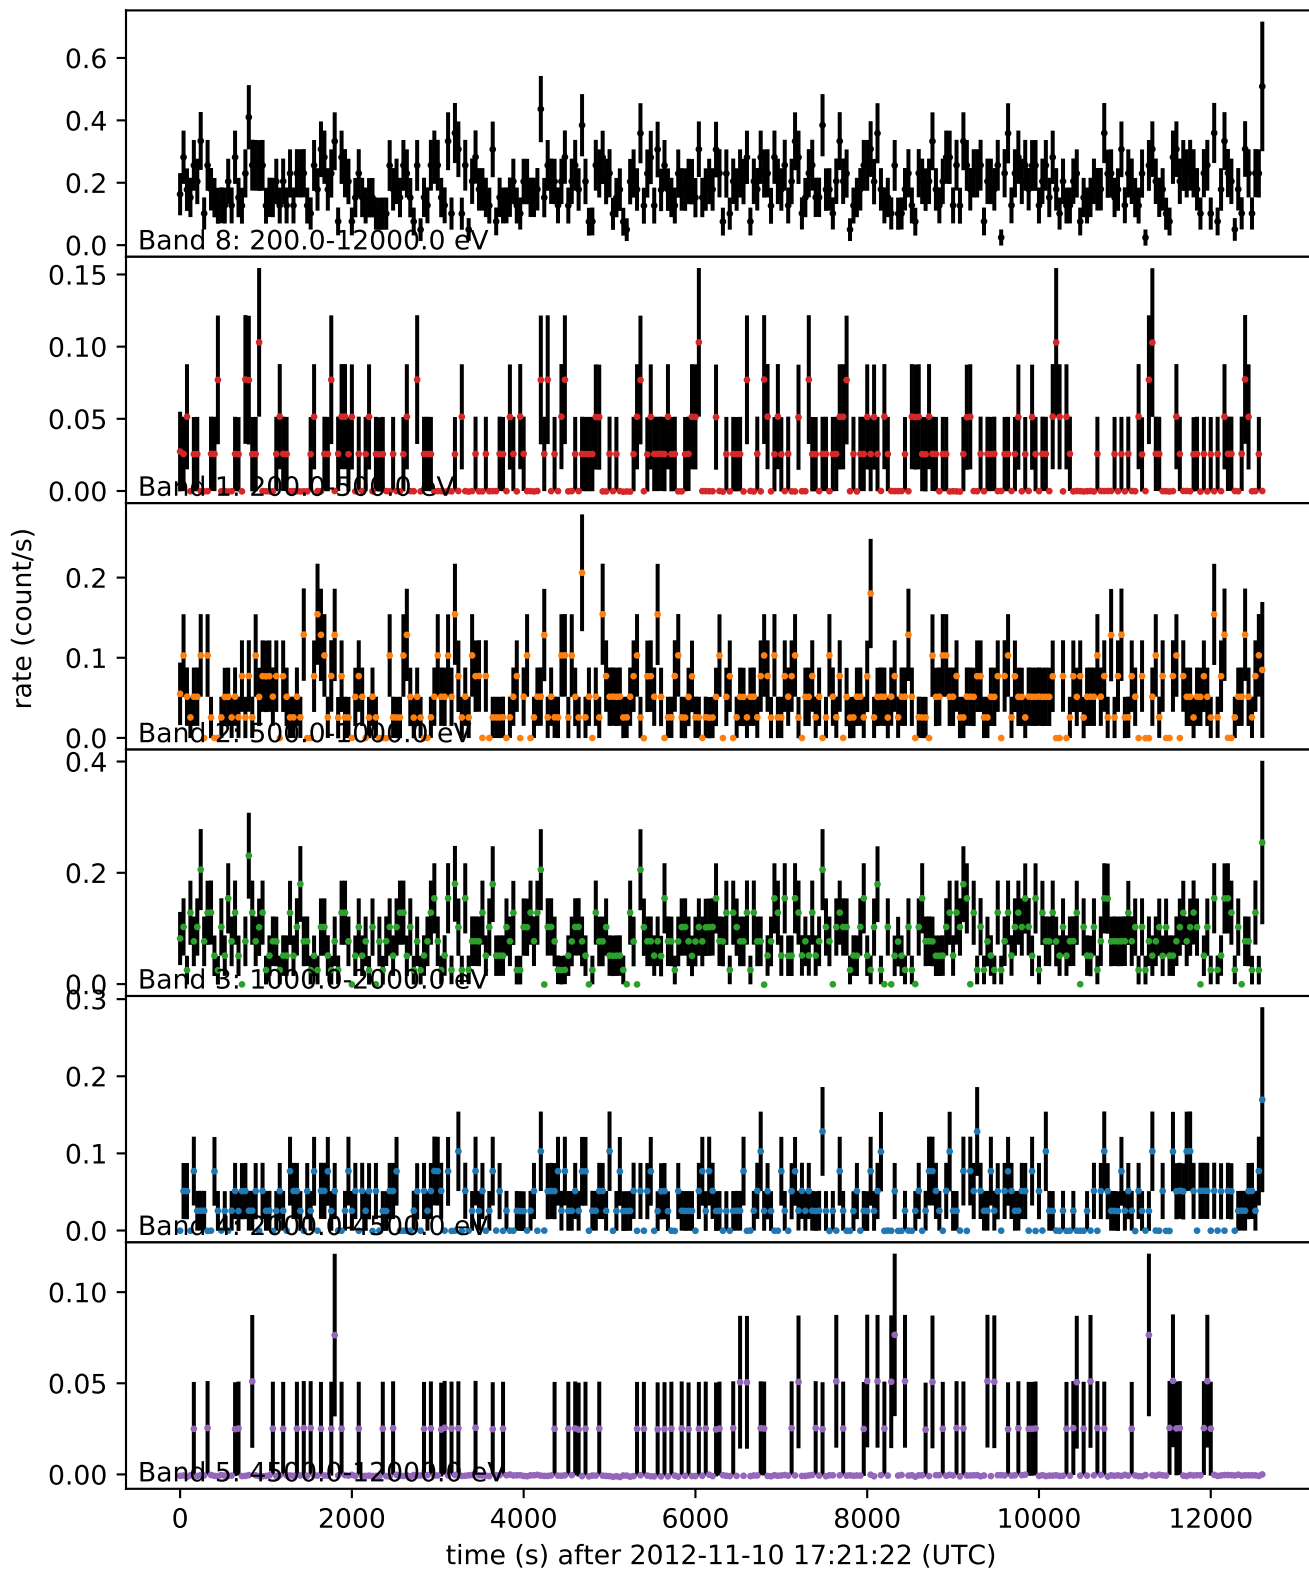 0.6
0.4
0.2
0.0
Band 8: 200.0-12000.0 eV
0.15
0.10
0.05
0.00
Band 1: 200.0-500.0 eV
rate (count/s)
0.2
0.1
0.0
Band 2: 500.0-1000.0 eV
0.4
0.2
0.0
Band 3: 1000.0-2000.0 eV
0.3
0.2
0.1
0.0
Band 4: 2000.0-4500.0 eV
0.10
0.05
0.00
Band 5: 4500.0-12000.0 eV
0 2000 4000 6000 8000 10000 12000
time (s) after 2012-11-10 17:21:22 (UTC)